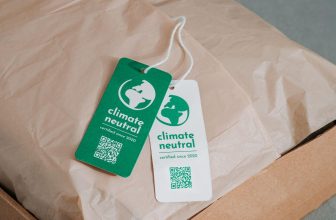 climate
neutral
certified since 2020
climate
neutral
certified since 2020